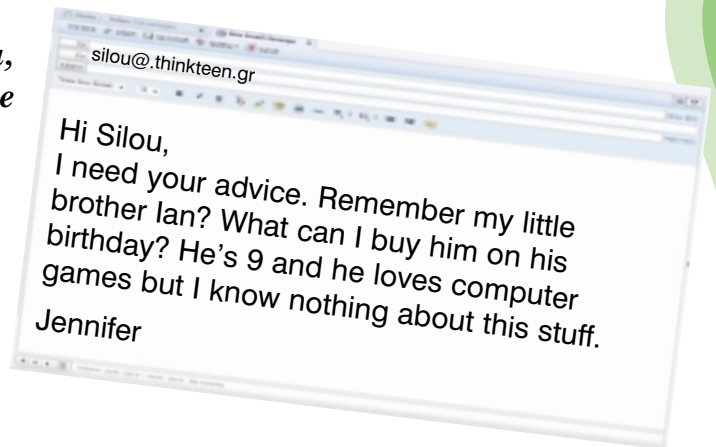 a,
e
silou@.thinkteen.gr
Hi Silou,
I need your advice. Remember my little
brother Ian? What can I buy him on his
birthday? He's 9 and he loves computer
games but I know nothing about this stuff.
Jennifer